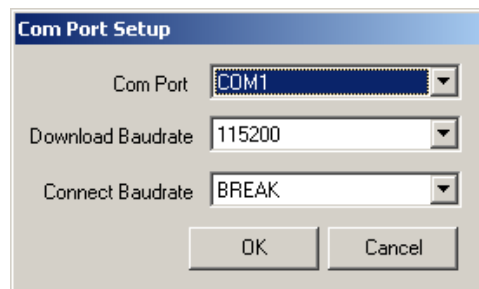 Com Port Setup
Com Port COM1
Download Baudrate 115200
Connect Baudrate BREAK
OK Cancel